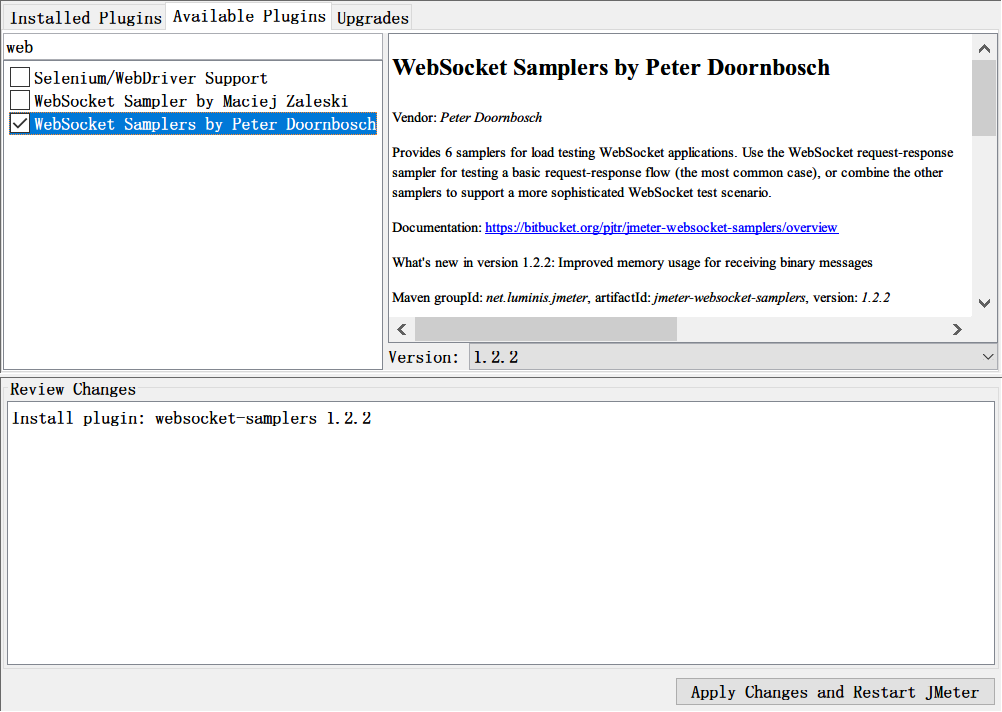 Installed Plugins Available Plugins Upgrades
web
Selenium/WebDriver Support
WebSocket Sampler by Maciej Zaleski
WebSocket Samplers by Peter Doornbosch
WebSocket Samplers by Peter Doornbosch
Vendor: Peter Doornbosch
Provides 6 samplers for load testing WebSocket applications. Use the WebSocket request-response
sampler for testing a basic request-response flow (the most common case), or combine the other
samplers to support a more sophisticated WebSocket test scenario.
Documentation: https://bitbucket.org/pjtr/jmeter-websocket-samplers/overview
What's new in version 1.2.2: Improved memory usage for receiving binary messages
Maven groupId: net.luminis.jmeter, artifactId: jmeter-websocket-samplers, version: 1.2.2
Version: 1.2.2
Review Changes
Install plugin: websocket-samplers 1.2.2
Apply Changes and Restart JMeter